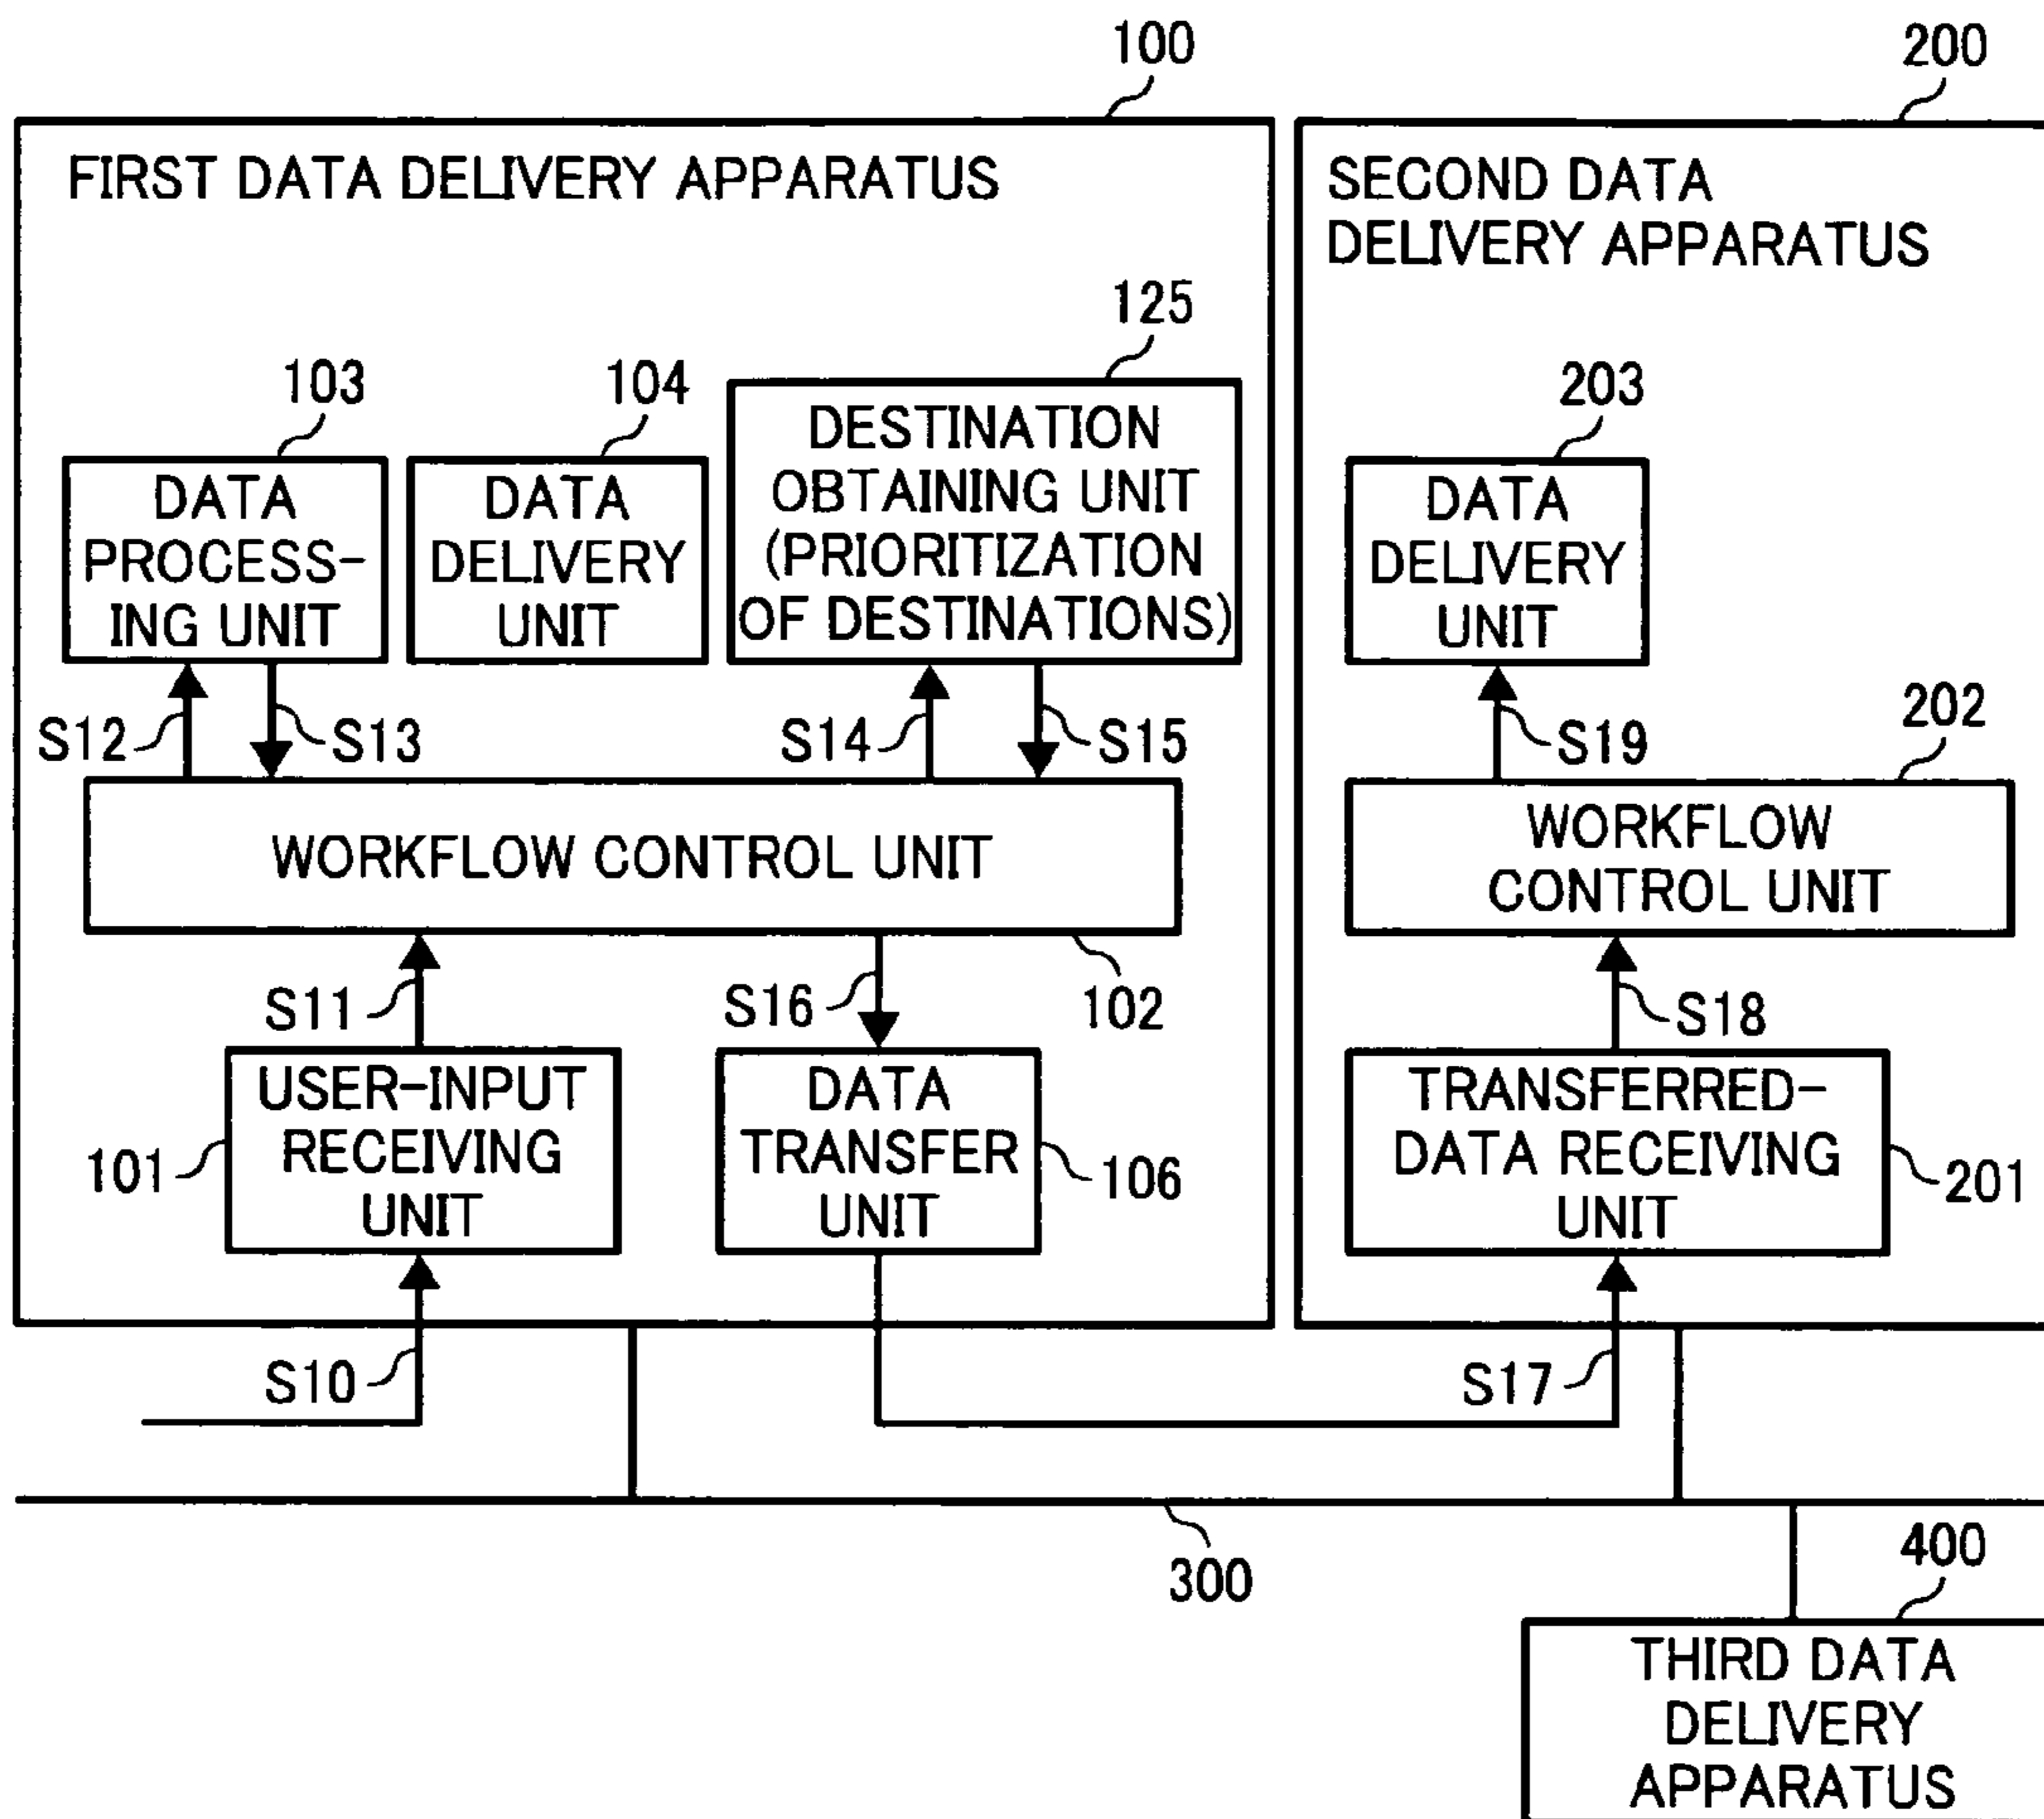 100
200
FIRST DATA DELIVERY APPARATUS
SECOND DATA
DELIVERY APPARATUS
125
103
104
203
DATA
PROCESS-
ING UNIT
DATA
DELIVERY
UNIT
DESTINATION
OBTAINING UNIT
(PRIORITIZATION
OF DESTINATIONS)
DATA
DELIVERY
UNIT
S12
S13
S14
S15
S19
202
WORKFLOW CONTROL UNIT
WORKFLOW
CONTROL UNIT
S11
S16
102
S18
101
USER-INPUT
RECEIVING
UNIT
DATA
TRANSFER
UNIT
106
TRANSFERRED-
DATA RECEIVING
UNIT
201
S10
S17
300
400
THIRD DATA
DELIVERY
APPARATUS